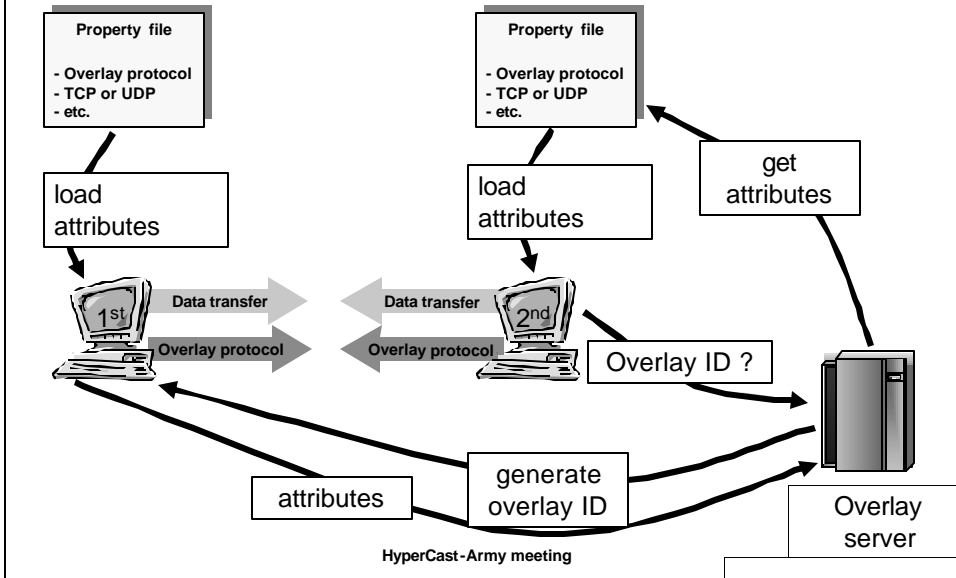 Property file
- Overlay protocol
- TCP or UDP
- etc.
Property file
- Overlay protocol
- TCP or UDP
- etc.
load
attributes
load
attributes
get
attributes
1st
Data transfer
Overlay protocol
Data transfer
Overlay protocol
2nd
Overlay ID ?
attributes
generate
overlay ID
Overlay
server
HyperCast-Army meeting